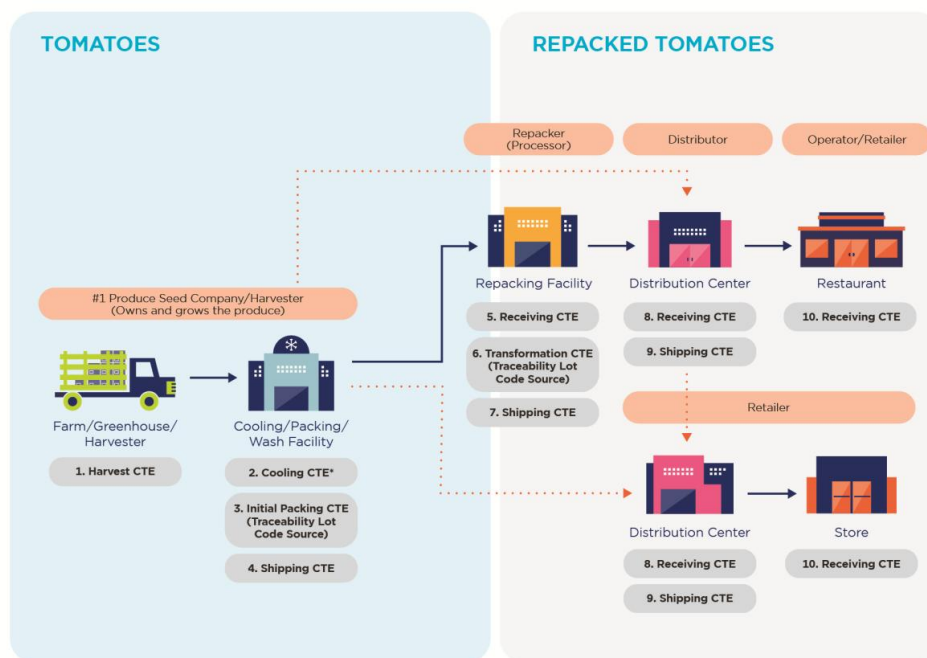 TOMATOES
REPACKED TOMATOES
Repacker
(Processor)
Distributor
Operator/Retailer
#1 Produce Seed Company/Harvester
(Owns and grows the produce)
Farm/Greenhouse/
Harvester
1. Harvest CTE
Cooling/Packing/
Wash Facility
2. Cooling CTE*
3. Initial Packing CTE
(Traceability Lot
Code Source)
4. Shipping CTE
Repacking Facility
5. Receiving CTE
6. Transformation CTE
(Traceability Lot
Code Source)
7. Shipping CTE
Distribution Center
8. Receiving CTE
9. Shipping CTE
Restaurant
10. Receiving CTE
Retailer
Distribution Center
8. Receiving CTE
9. Shipping CTE
Store
10. Receiving CTE